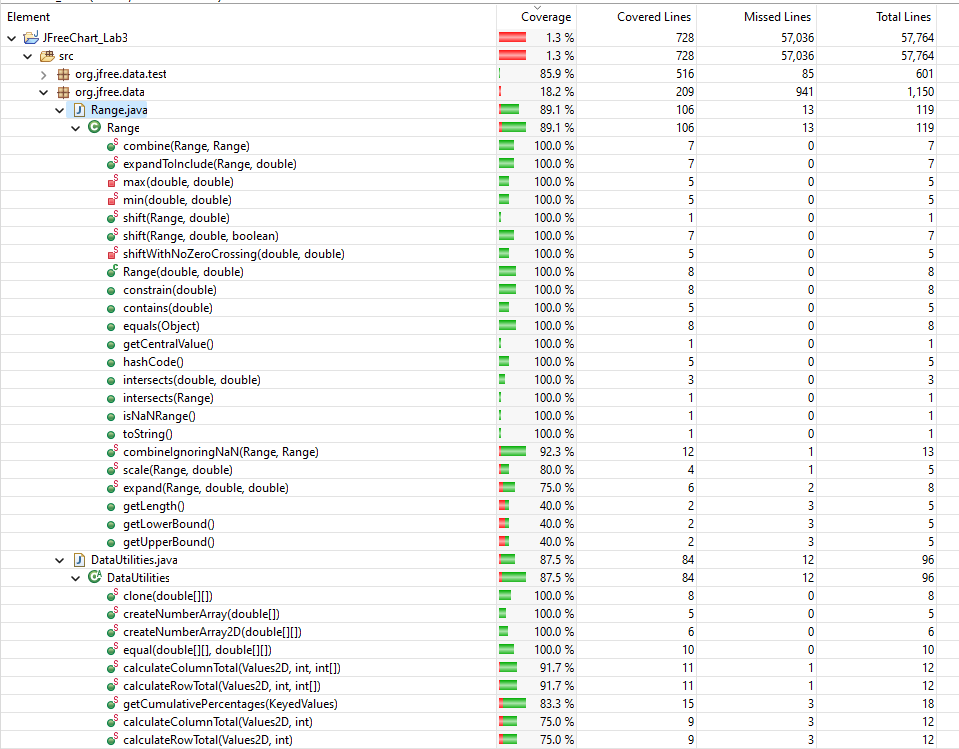 Element Coverage Covered Lines Missed Lines Total Lines
JFreeChart_Lab3 1.3 % 728 57,036 57,764
src 1.3 % 728 57,036 57,764
org.jfree.data.test 85.9 % 516 85 601
org.jfree.data 18.2 % 209 941 1,150
Range.java 89.1 % 106 13 119
Range 89.1 % 106 13 119
combine(Range, Range) 100.0 % 7 0 7
expandToInclude(Range, double) 100.0 % 7 0 7
max(double, double) 100.0 % 5 0 5
min(double, double) 100.0 % 5 0 5
shift(Range, double) 100.0 % 1 0 1
shift(Range, double, boolean) 100.0 % 7 0 7
shiftWithNoZeroCrossing(double, double) 100.0 % 5 0 5
Range(double, double) 100.0 % 8 0 8
constrain(double) 100.0 % 8 0 8
contains(double) 100.0 % 5 0 5
equals(Object) 100.0 % 8 0 8
getCentralValue() 100.0 % 1 0 1
hashCode() 100.0 % 5 0 5
intersects(double, double) 100.0 % 3 0 3
intersects(Range) 100.0 % 1 0 1
isNaNRange() 100.0 % 1 0 1
toString() 100.0 % 1 0 1
combineIgnoringNaN(Range, Range) 92.3 % 12 1 13
scale(Range, double) 80.0 % 4 1 5
expand(Range, double, double) 75.0 % 6 2 8
getLength() 40.0 % 2 3 5
getLowerBound() 40.0 % 2 3 5
getUpperBound() 40.0 % 2 3 5
DataUtilities.java 87.5 % 84 12 96
DataUtilities 87.5 % 84 12 96
clone(double[][]) 100.0 % 8 0 8
createNumberArray(double[]) 100.0 % 5 0 5
createNumberArray2D(double[][]) 100.0 % 6 0 6
equal(double[][], double[][]) 100.0 % 10 0 10
calculateColumnTotal(Values2D, int, int[]) 91.7 % 11 1 12
calculateRowTotal(Values2D, int, int[]) 91.7 % 11 1 12
getCumulativePercentages(KeyedValues) 83.3 % 15 3 18
calculateColumnTotal(Values2D, int) 75.0 % 9 3 12
calculateRowTotal(Values2D, int) 75.0 % 9 3 12